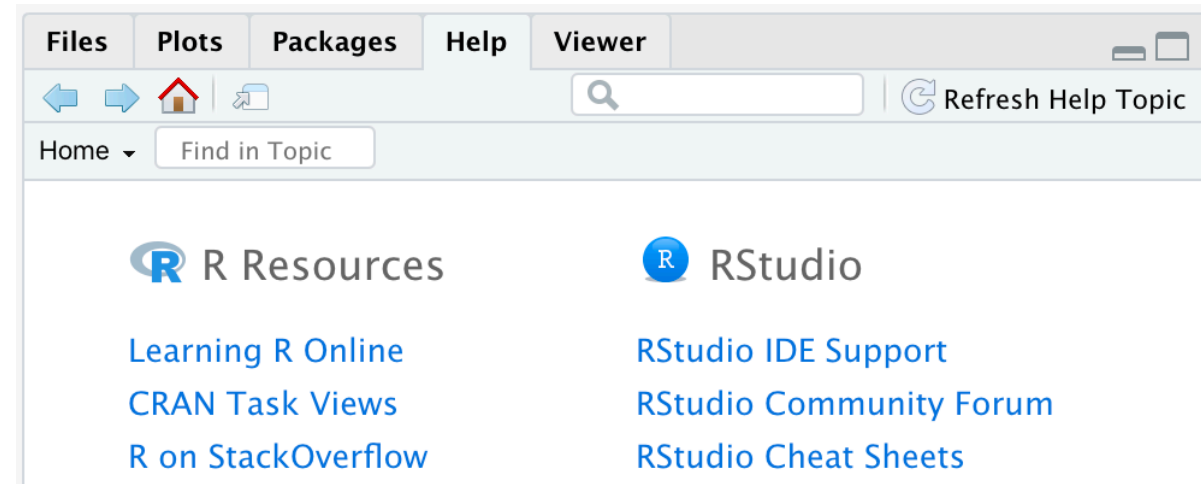 Files Plots Packages Help Viewer
Refresh Help Topic
Home Find in Topic
R R Resources
R RStudio
Learning R Online
CRAN Task Views
R on StackOverflow
RStudio IDE Support
RStudio Community Forum
RStudio Cheat Sheets